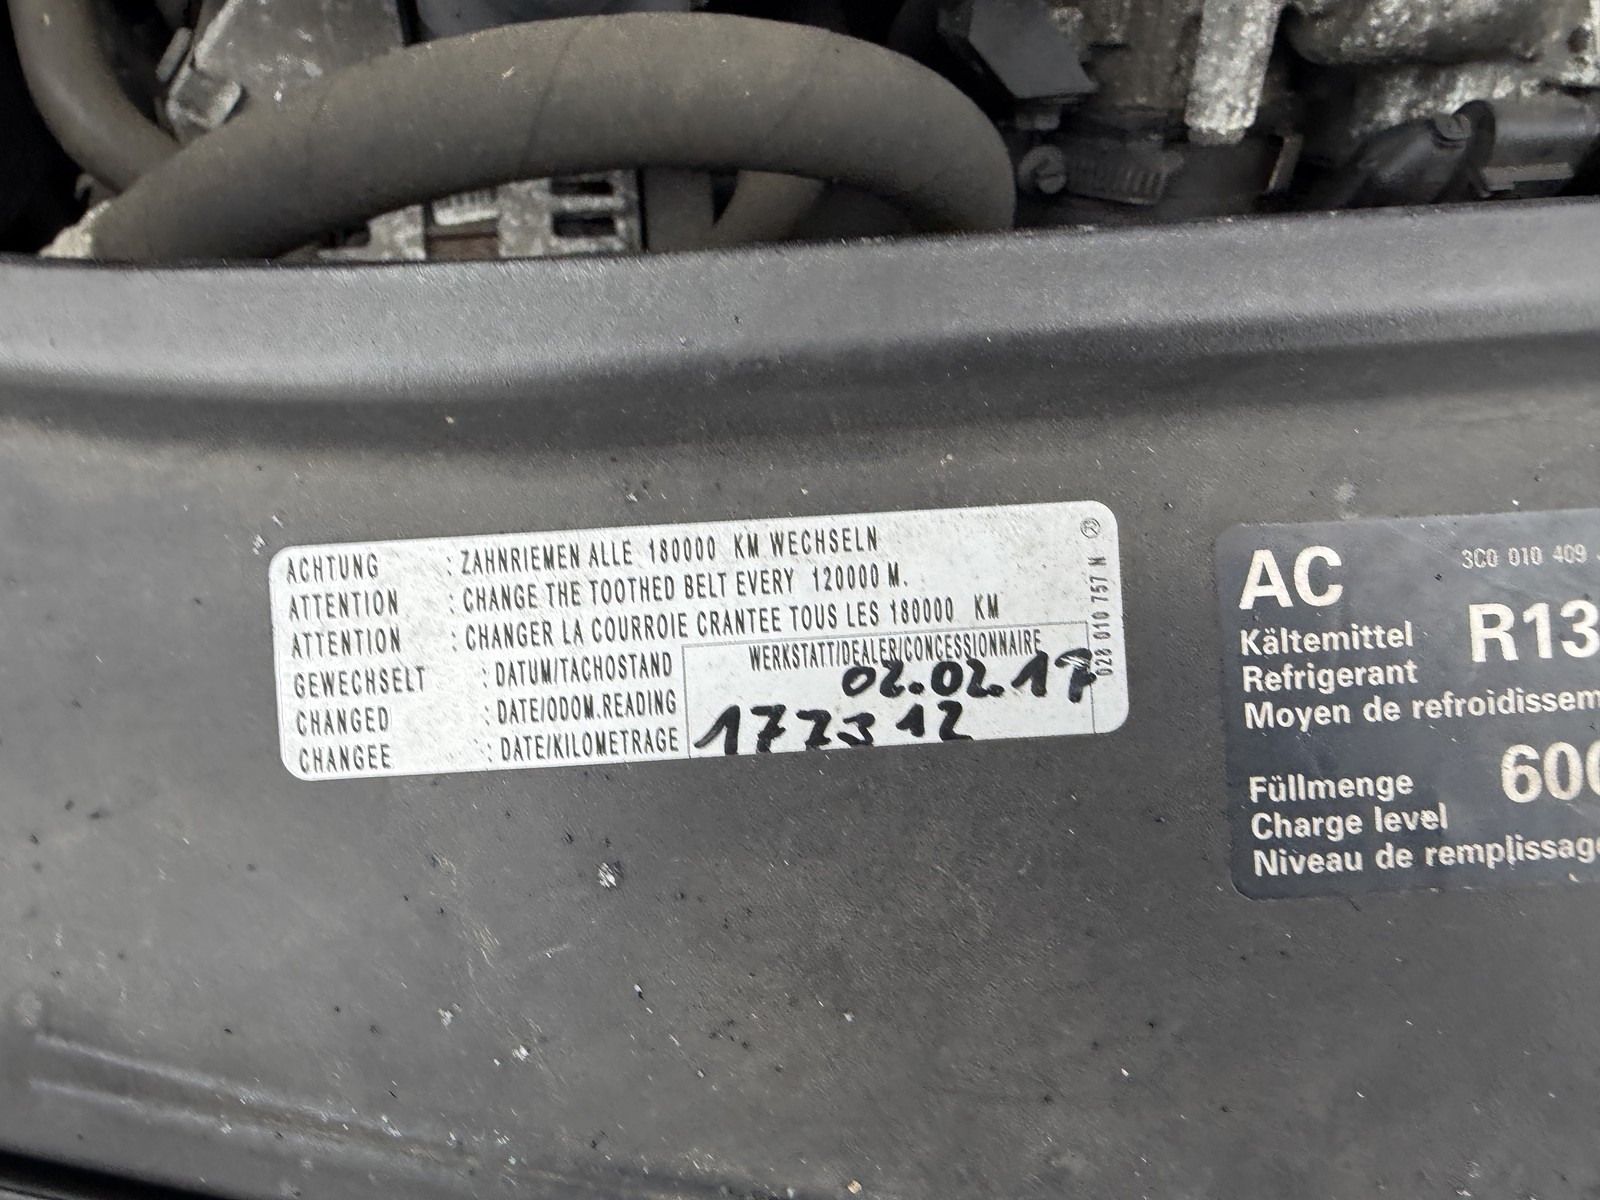 ACHTUNG : ZAHNRIEMEN ALLE 180000 KM WECHSELN
ATTENTION : CHANGE THE TOOTHED BELT EVERY 120000 M.
ATTENTION : CHANGER LA COURROIE CRANTEE TOUS LES 180000 KM
GEWECHSELT : DATUM/TACHOSTAND
CHANGED : DATE/ODOM.READING
CHANGEE : DATE/KILOMETRAGE
WERKSTATT/DEALER/CONCESSIONNAIRE
02.02.17
177312
028 010 757 N
®
AC
3C0 010 409
Kältemittel R13
Refrigerant
Moyen de refroidissem
Füllmenge 600
Charge level
Niveau de remplissag